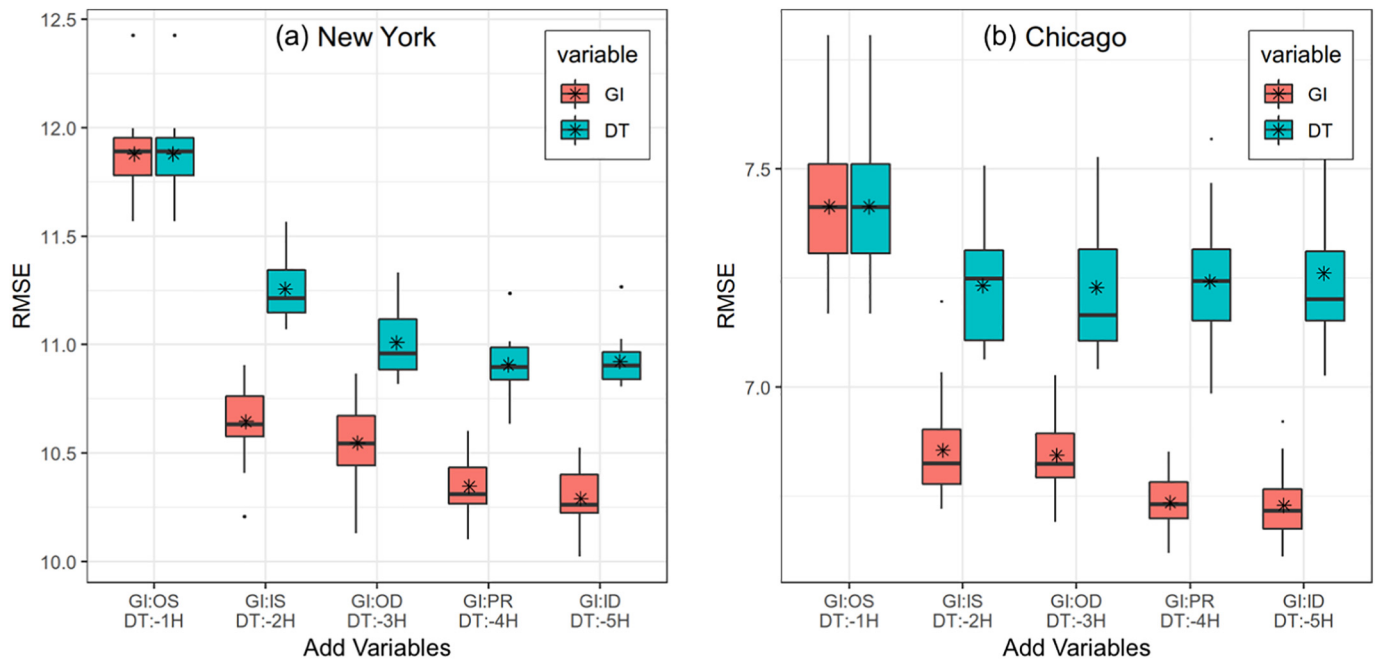 (a) New York
variable
GI
DT
12.5
12.0
11.5
11.0
10.5
10.0
RMSE
GI:OS GI:IS GI:OD GI:PR GI:ID
DT:-1H DT:-2H DT:-3H DT:-4H DT:-5H
Add Variables
(b) Chicago
variable
GI
DT
7.5
7.0
RMSE
GI:OS GI:IS GI:OD GI:PR GI:ID
DT:-1H DT:-2H DT:-3H DT:-4H DT:-5H
Add Variables